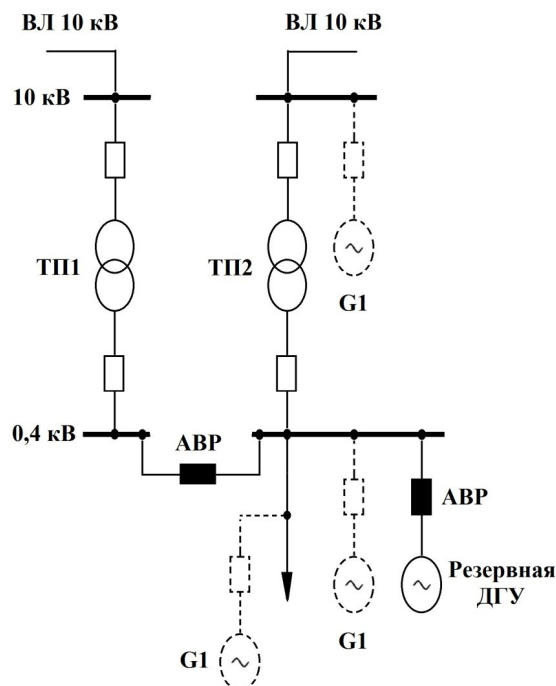 ВЛ 10 кВ
ВЛ 10 кВ
10 кВ
ТП1
ТП2
G1
0,4 кВ
АВР
АВР
Резервная
ДГУ
G1
G1